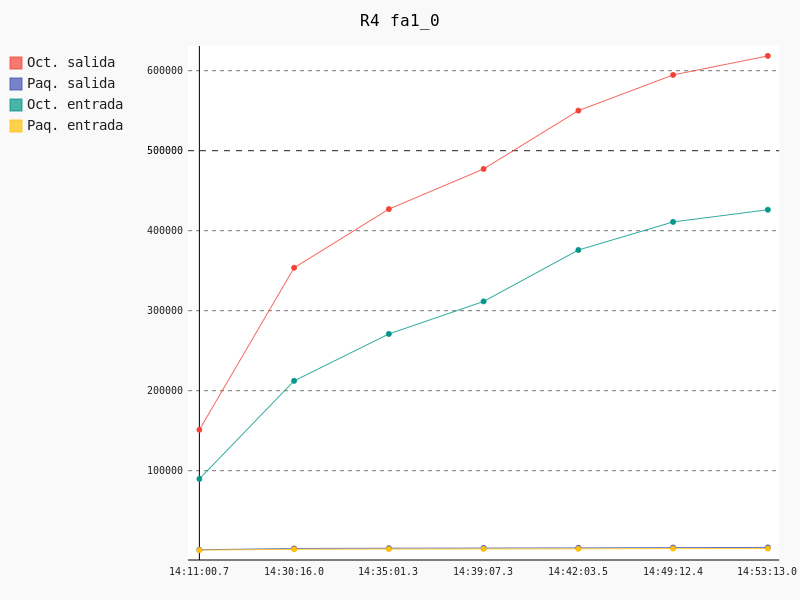 R4 fa1_0
Oct. salida
Paq. salida
Oct. entrada
Paq. entrada
600000
500000
400000
300000
200000
100000
14:11:00.7 14:30:16.0 14:35:01.3 14:39:07.3 14:42:03.5 14:49:12.4 14:53:13.0